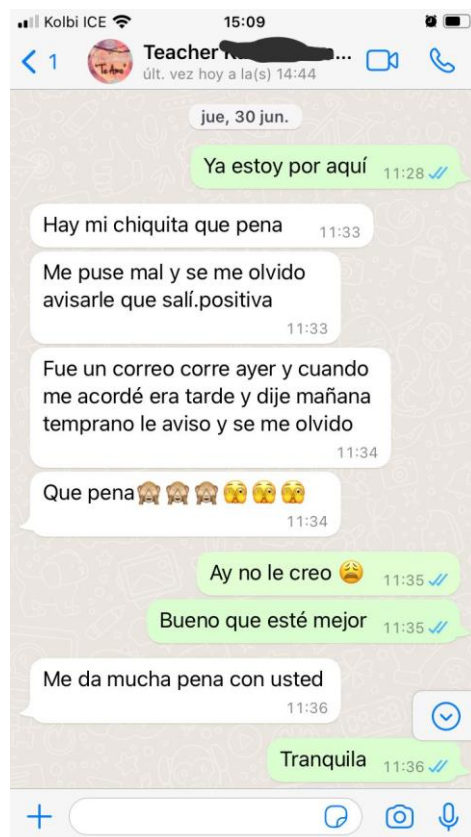 Kolbi ICE
15:09
1
Teacher
últ. vez hoy a la(s) 14:44
jue, 30 jun.
Ya estoy por aquí 11:28
Hay mi chiquita que pena 11:33
Me puse mal y se me olvido
avisarle que salí.positiva
11:33
Fue un correo corre ayer y cuando
me acordé era tarde y dije mañana
temprano le aviso y se me olvido
11:34
Que pena🙈🙈🙈🫣🫣🫣
11:34
Ay no le creo 😩 11:35
Bueno que esté mejor 11:35
Me da mucha pena con usted
11:36
Tranquila 11:36